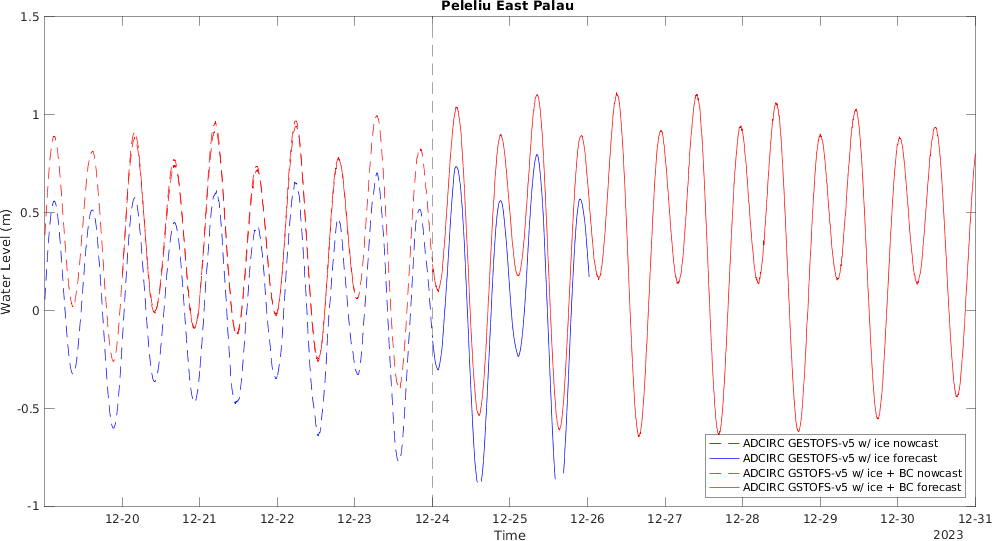 Peleliu East Palau
1.5
1
0.5
0
-0.5
-1
Water Level (m)
ADCIRC GESTOFS-v5 w/ ice nowcast
ADCIRC GESTOFS-v5 w/ ice forecast
ADCIRC GSTOFS-v5 w/ ice + BC nowcast
ADCIRC GSTOFS-v5 w/ ice + BC forecast
12-20 12-21 12-22 12-23 12-24 12-25 12-26 12-27 12-28 12-29 12-30 12-31
Time
2023